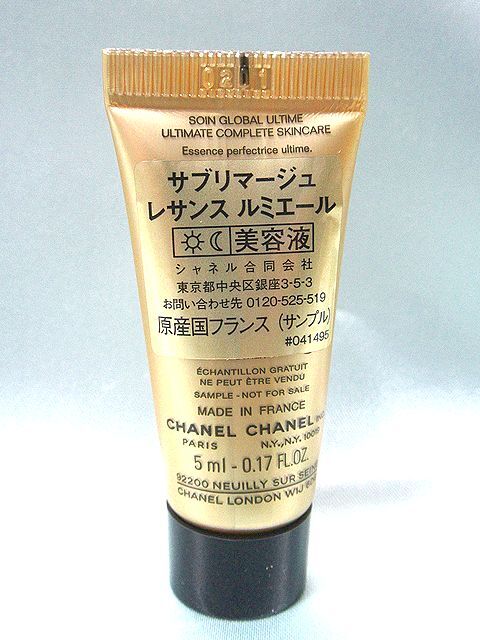 SOIN GLOBAL ULTIME
ULTIMATE COMPLETE SKINCARE
Essence perfectrice ultime.
サブリマージュ
レサンス ルミエール
美容液
シャネル合同会社
東京都中央区銀座3-5-3
お問い合わせ先 0120-525-519
原産国フランス (サンプル)
#041495
ÉCHANTILLON GRATUIT
NE PEUT ÊTRE VENDU
SAMPLE - NOT FOR SALE
MADE IN FRANCE
CHANEL CHANEL INC
PARIS N.Y., N.Y. 10019
5 ml - 0.17 FL.OZ.
92200 NEUILLY SUR SEINE
CHANEL LONDON W1J